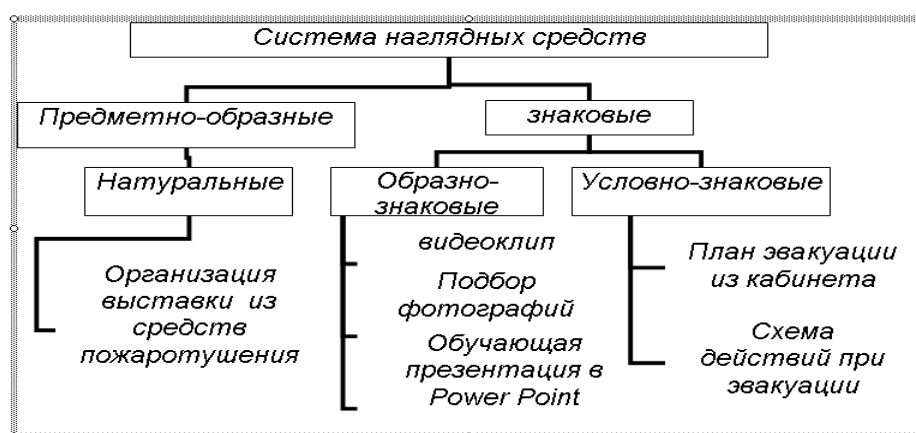 Система наглядных средств
Предметно-образные
знаковые
Натуральные
Образно-
знаковые
Условно-знаковые
Организация
выставки из
средств
пожаротушения
видеоклип
Подбор
фотографий
Обучающая
презентация в
Power Point
План эвакуации
из кабинета
Схема
действий при
эвакуации